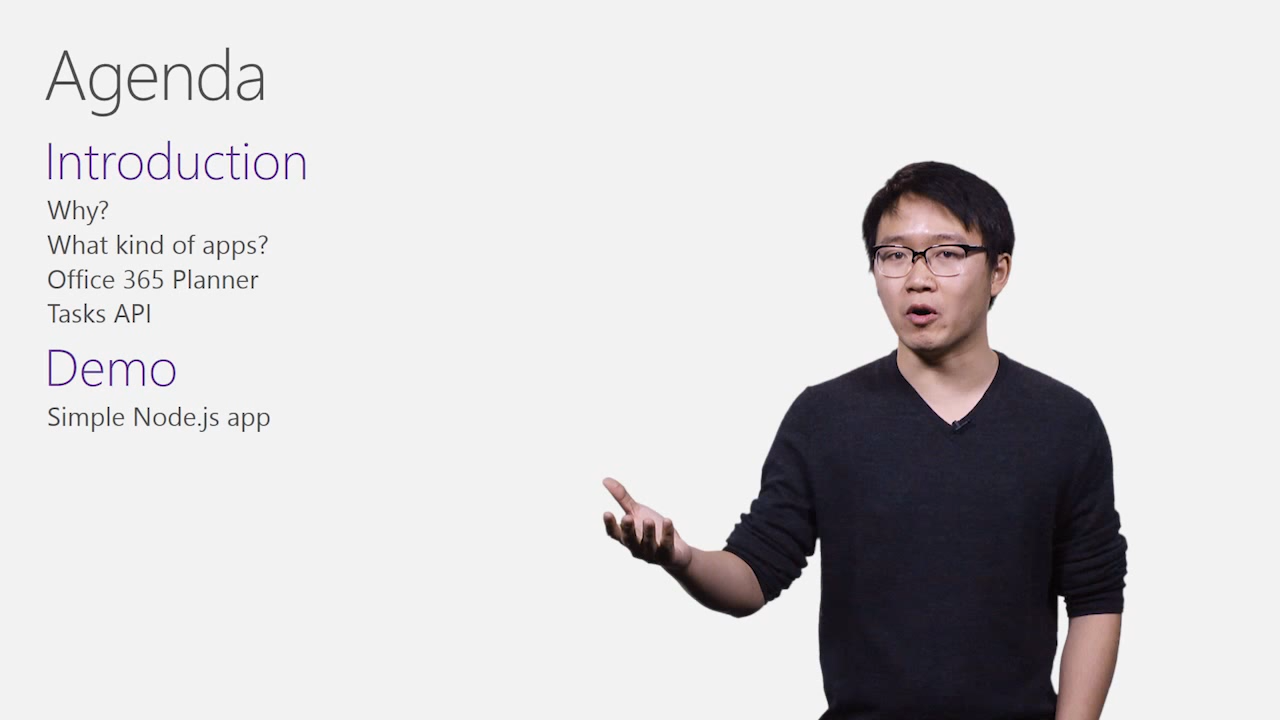 Agenda
Introduction
Why?
What kind of apps?
Office 365 Planner
Tasks API
Demo
Simple Node.js app